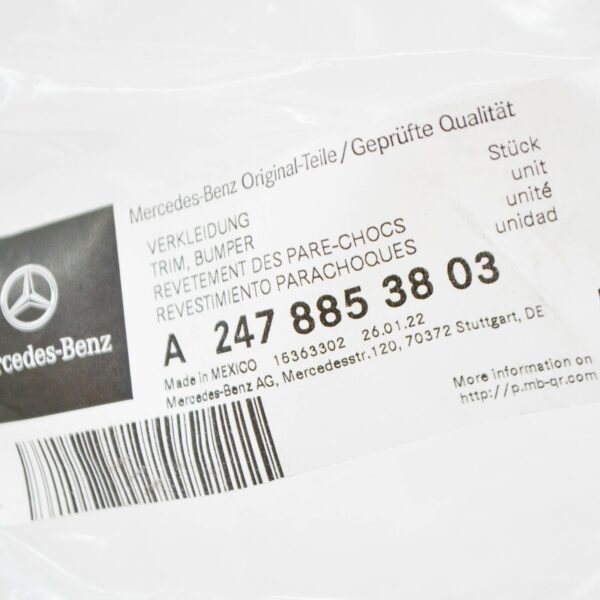 Mercedes-Benz Original-Teile/Geprüfte Qualität
Stück
unit
unité
unidad
VERKLEIDUNG
TRIM, BUMPER
REVETEMENT DES PARE-CHOCS
REVESTIMIENTO PARACHOQUES
A 247 885 38 03
Made in MEXICO 15363302 26.01.22
Mercedes-Benz AG, Mercedesstr.120, 70372 Stuttgart, DE
More information on
http://p.mb-qr.com
rcedes-Benz